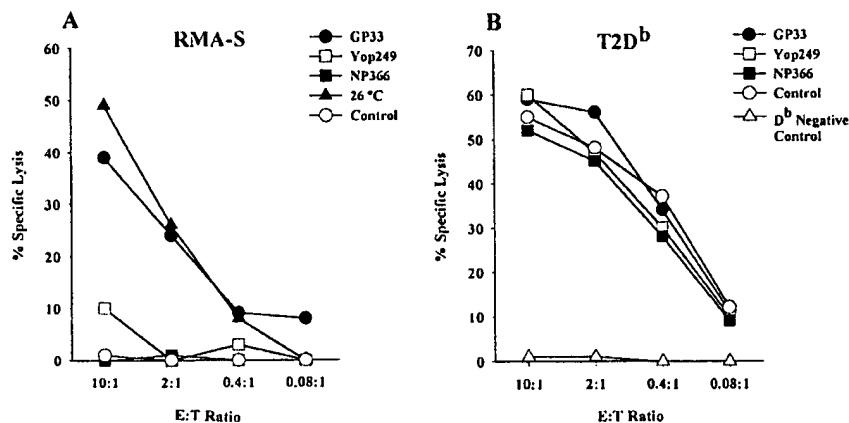 A
RMA-S
GP33
Yop249
NP366
26 °C
Control
60
50
40
30
20
10
0
% Specific Lysis
10:1
2:1
0.4:1
0.08:1
E:T Ratio
B
T2Dᵇ
GP33
Yop249
NP366
Control
Dᵇ Negative
Control
70
60
50
40
30
20
10
0
% Specific Lysis
10:1
2:1
0.4:1
0.08:1
E:T Ratio